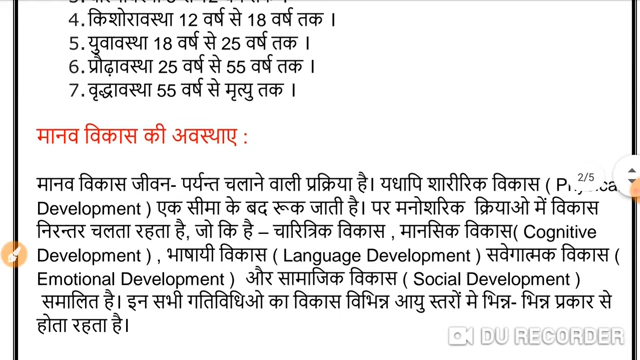 4. किशोरावस्था 12 वर्ष से 18 वर्ष तक ।
5. युवावस्था 18 वर्ष से 25 वर्ष तक ।
6. प्रौढ़ावस्था 25 वर्ष से 55 वर्ष तक ।
7. वृद्धावस्था 55 वर्ष से मृत्यु तक ।
मानव विकास की अवस्थाए :
मानव विकास जीवन- पर्यन्त चलाने वाली प्रक्रिया है। यधापि शारीरिक विकास ( Physical
2/5
Development ) एक सीमा के बद रूक जाती है। पर मनोशरिक क्रियाओ में विकास
निरन्तर चलता रहता है, जो कि है – चारित्रिक विकास , मानसिक विकास( Cognitive
Development ) , भाषायी विकास ( Language Development ) सवेगात्मक विकास (
Emotional Development ) और सामाजिक विकास ( Social Development )
समालित है। इन सभी गतिविधिओ का विकास विभिन्न आयु स्तरों मे भिन्न- भिन्न प्रकार से
होता रहता है।
DU RECORDER